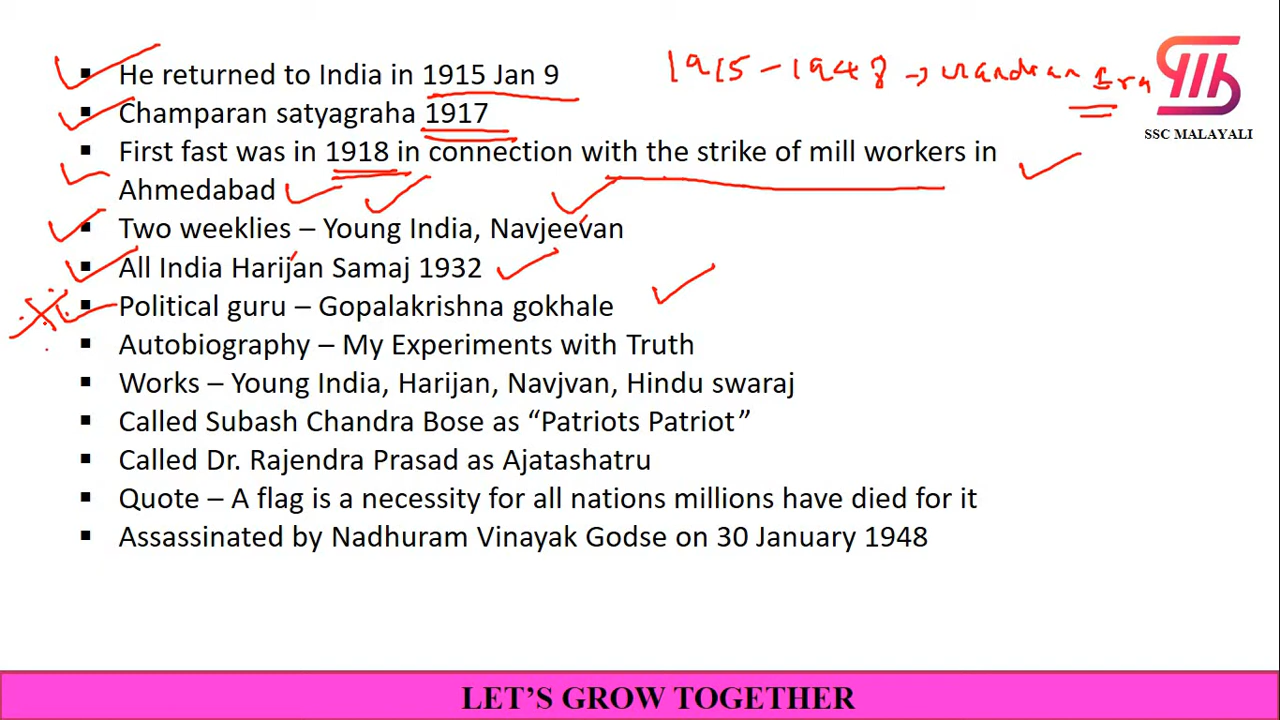 ▪ He returned to India in 1915 Jan 9
1915 - 1948 → Gandhian Era
SSC MALAYALI
▪ Champaran satyagraha 1917
▪ First fast was in 1918 in connection with the strike of mill workers in
Ahmedabad
▪ Two weeklies – Young India, Navjeevan
▪ All India Harijan Samaj 1932
▪ Political guru – Gopalakrishna gokhale
▪ Autobiography – My Experiments with Truth
▪ Works – Young India, Harijan, Navjvan, Hindu swaraj
▪ Called Subash Chandra Bose as “Patriots Patriot”
▪ Called Dr. Rajendra Prasad as Ajatashatru
▪ Quote – A flag is a necessity for all nations millions have died for it
▪ Assassinated by Nadhuram Vinayak Godse on 30 January 1948
LET’S GROW TOGETHER